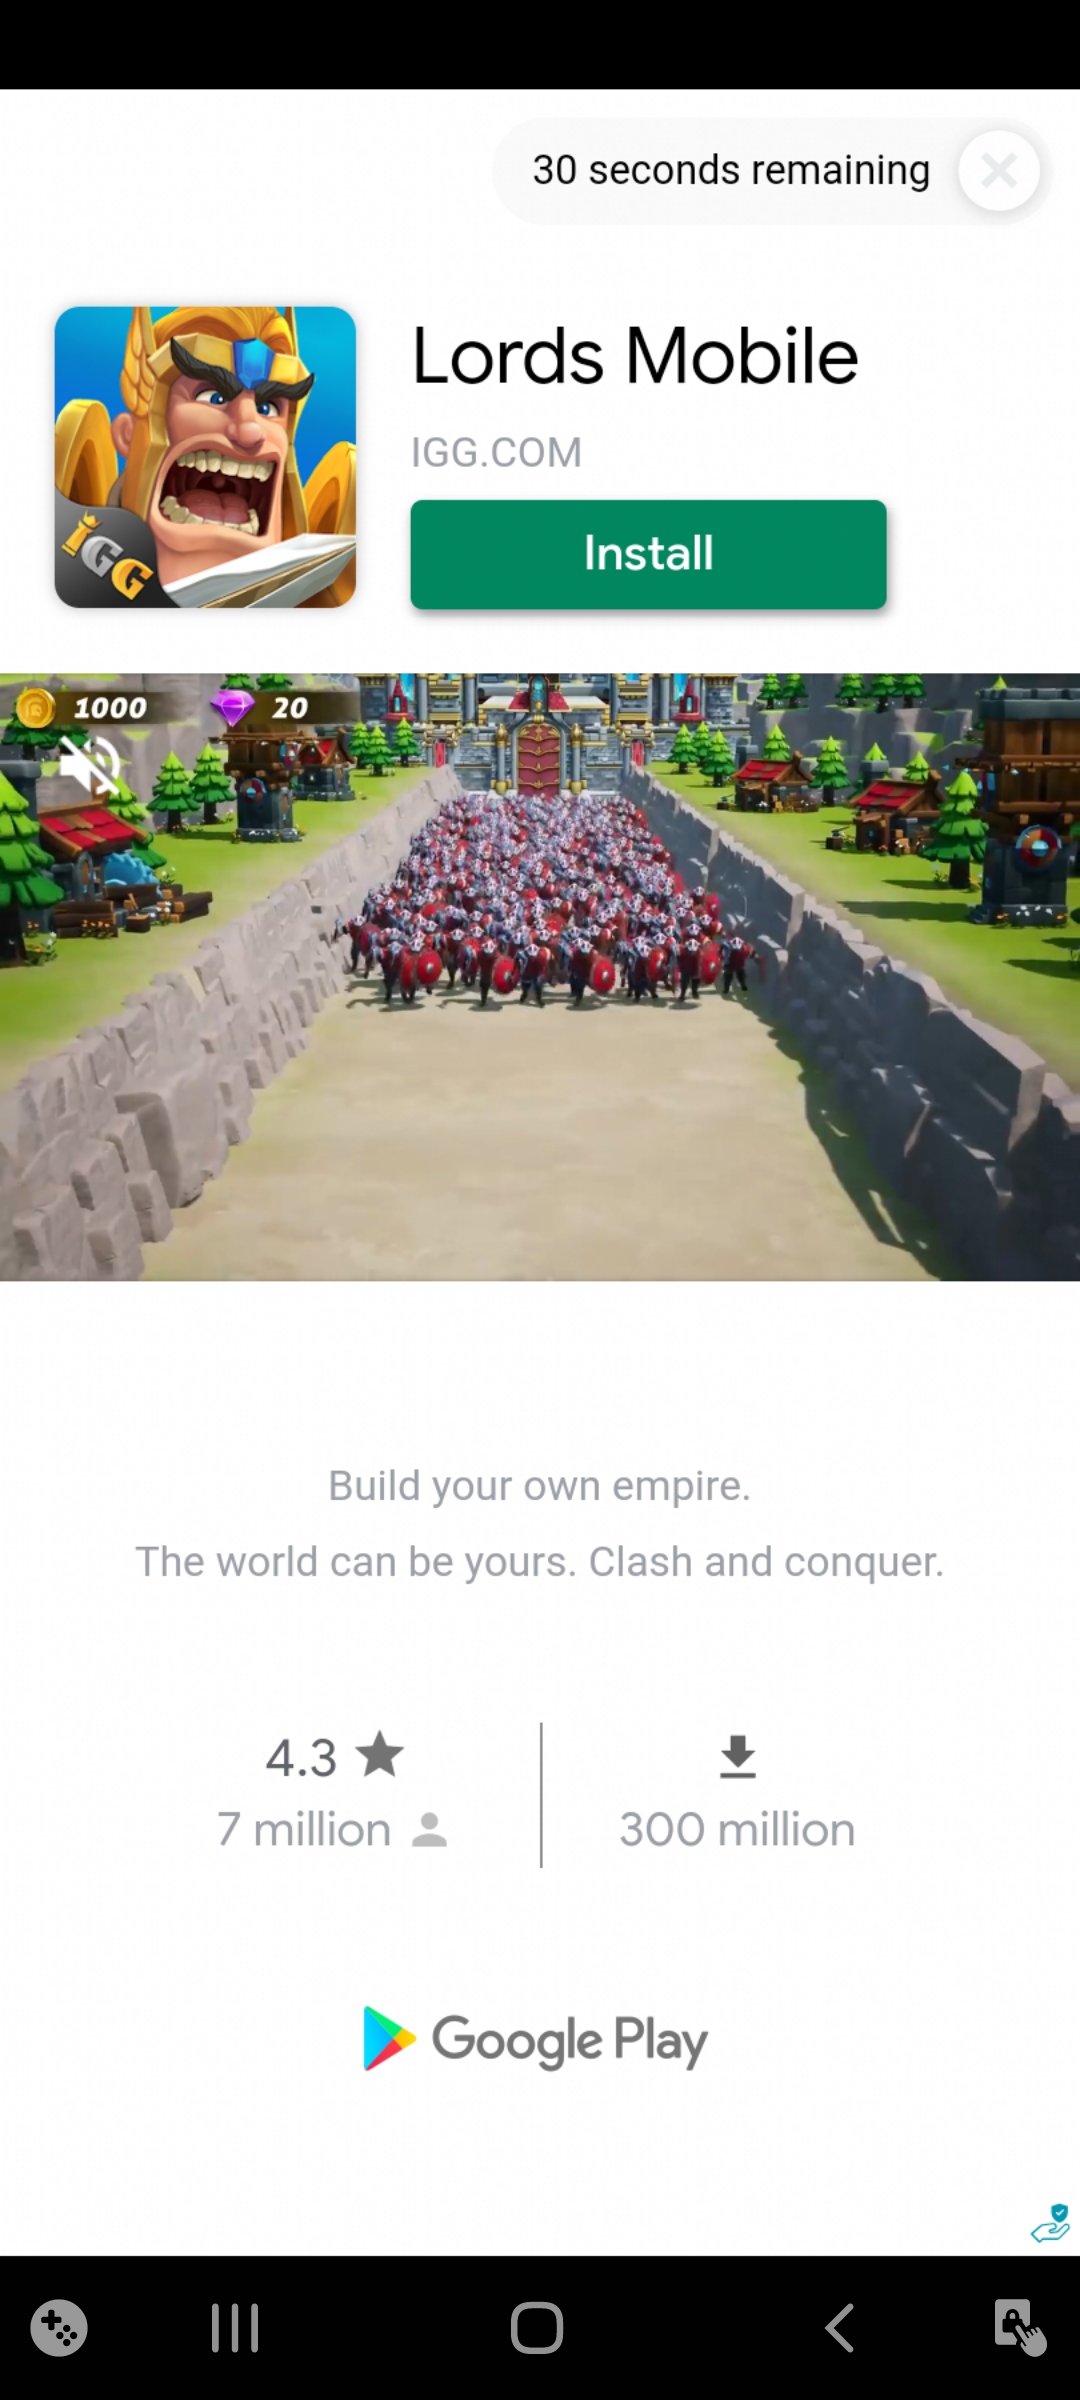 30 seconds remaining
Lords Mobile
IGG.COM
Install
IGG
1000
20
Build your own empire.
The world can be yours. Clash and conquer.
4.3
7 million
300 million
Google Play